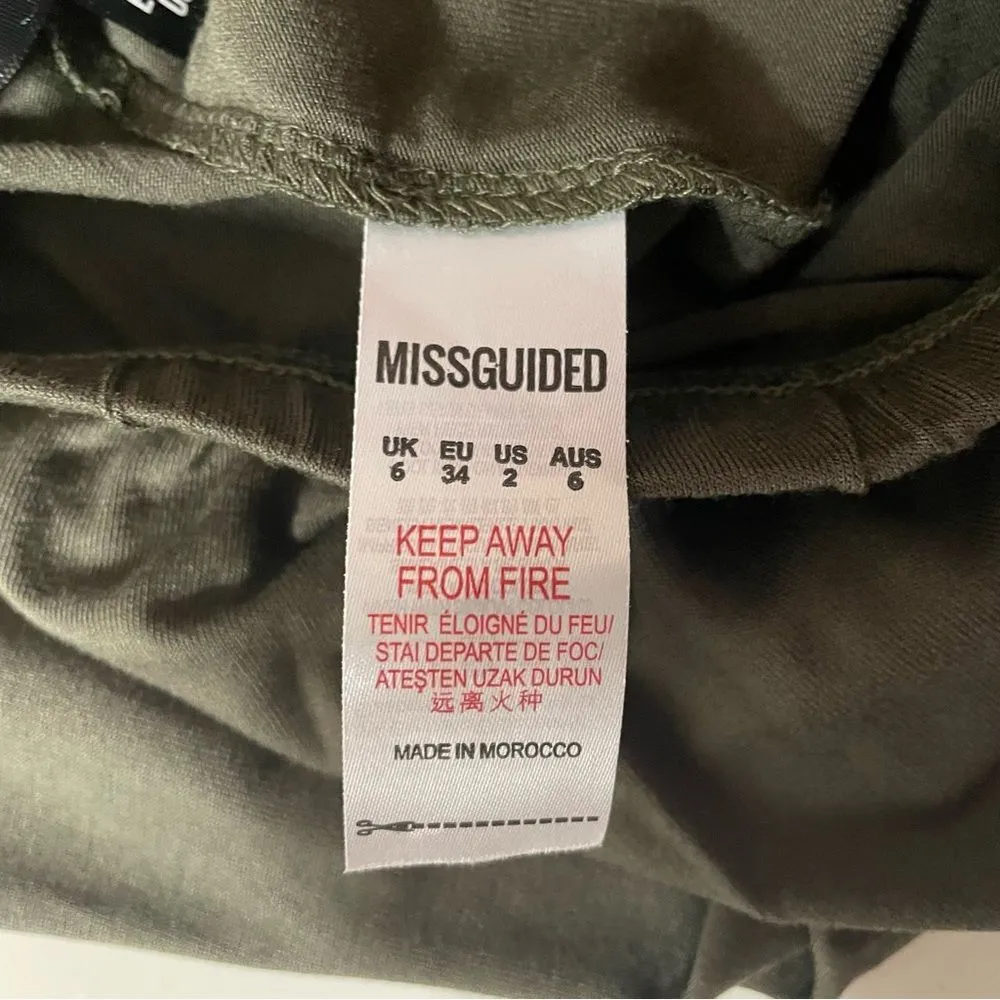 MISSGUIDED
UK EU US AUS
6 34 2 6
KEEP AWAY
FROM FIRE
TENIR ÉLOIGNÉ DU FEU/
STAI DEPARTE DE FOC/
ATEŞTEN UZAK DURUN
远离火种
MADE IN MOROCCO